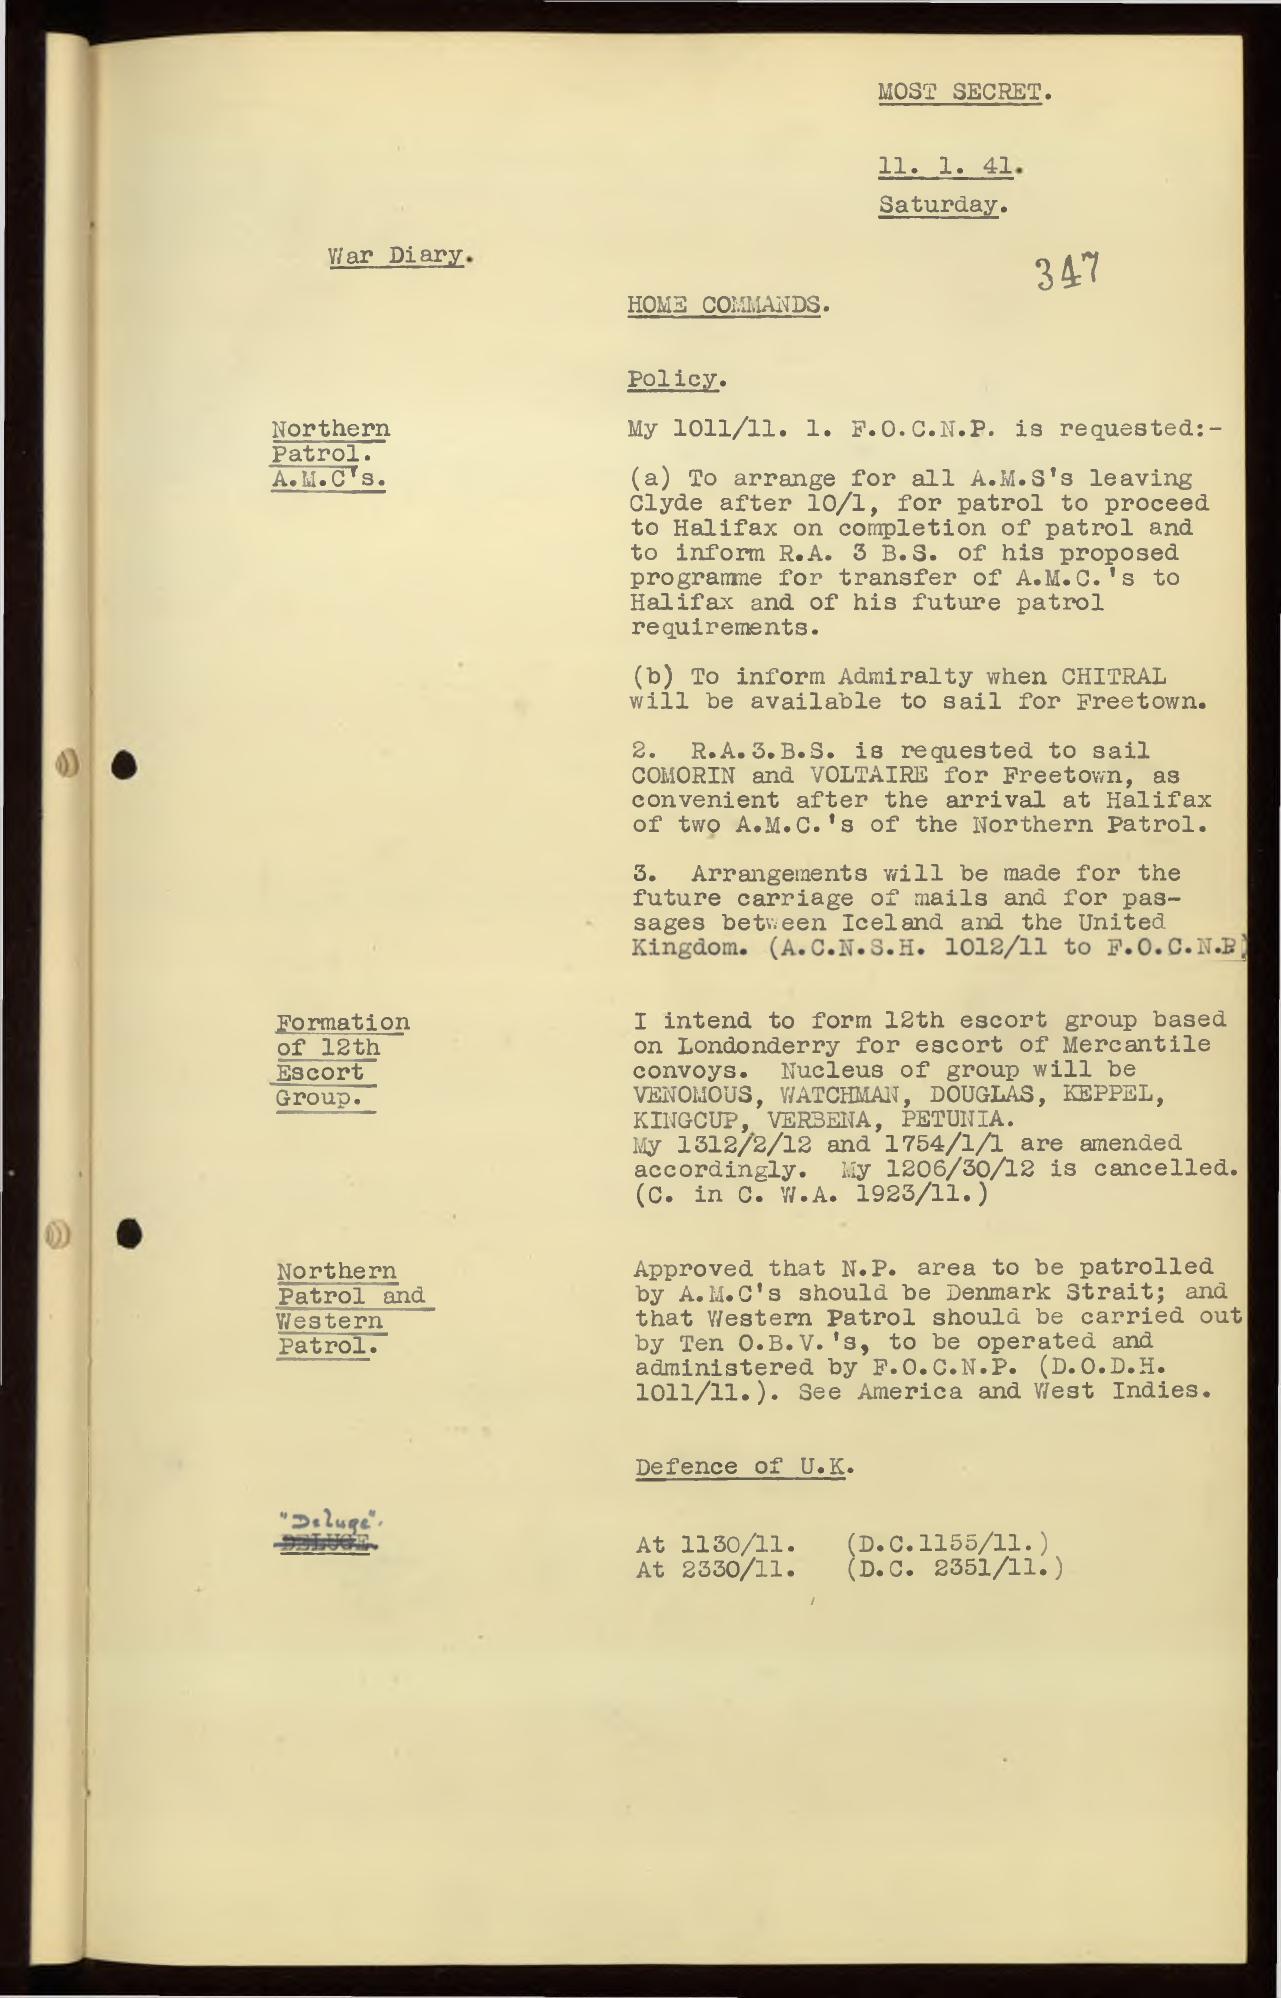 MOST SECRET.
11. 1. 41.
Saturday.
War Diary.
347
HOME COMMANDS.
Policy.
Northern
Patrol.
A.M.C's.
My 1011/11. 1. F.O.C.N.P. is requested:-
(a) To arrange for all A.M.S's leaving
Clyde after 10/1, for patrol to proceed
to Halifax on completion of patrol and
to inform R.A. 3 B.S. of his proposed
programme for transfer of A.M.C.'s to
Halifax and of his future patrol
requirements.
(b) To inform Admiralty when CHITRAL
will be available to sail for Freetown.
2. R.A.3.B.S. is requested to sail
COMORIN and VOLTAIRE for Freetown, as
convenient after the arrival at Halifax
of two A.M.C.'s of the Northern Patrol.
3. Arrangements will be made for the
future carriage of mails and for pas-
sages between Iceland and the United
Kingdom. (A.C.N.S.H. 1012/11 to F.O.C.N.P)
Formation
of 12th
Escort
Group.
I intend to form 12th escort group based
on Londonderry for escort of Mercantile
convoys. Nucleus of group will be
VENOMOUS, WATCHMAN, DOUGLAS, KEPPEL,
KINGCUP, VERBENA, PETUNIA.
My 1312/2/12 and 1754/1/1 are amended
accordingly. My 1206/30/12 is cancelled.
(C. in C. W.A. 1923/11.)
Northern
Patrol and
Western
Patrol.
Approved that N.P. area to be patrolled
by A.M.C's should be Denmark Strait; and
that Western Patrol should be carried out
by Ten O.B.V.'s, to be operated and
administered by F.O.C.N.P. (D.O.D.H.
1011/11.). See America and West Indies.
Defence of U.K.
"Deluge".
DELUGE.
At 1130/11. (D.C.1155/11.)
At 2330/11. (D.C. 2351/11.)